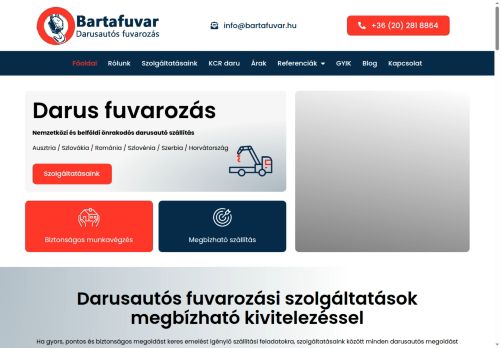 Bartafuvar
Darusautós fuvarozás
info@bartafuvar.hu
+36 (20) 281 8864
Főoldal Rólunk Szolgáltatásaink KCR daru Árak Referenciák GYIK Blog Kapcsolat
Darus fuvarozás
Nemzetközi és belföldi önrakodós darusautó szállítás
Ausztria / Szlovákia / Románia / Szlovénia / Szerbia / Horvátország
Szolgáltatásaink
Biztonságos munkavégzés
Megbízható szállítás
Darusautós fuvarozási szolgáltatások
megbízható kivitelezéssel
Ha gyors, pontos és biztonságos megoldást keres emelést igénylő szállítási feladatokra, szolgáltatásaink között minden darusautós megoldást